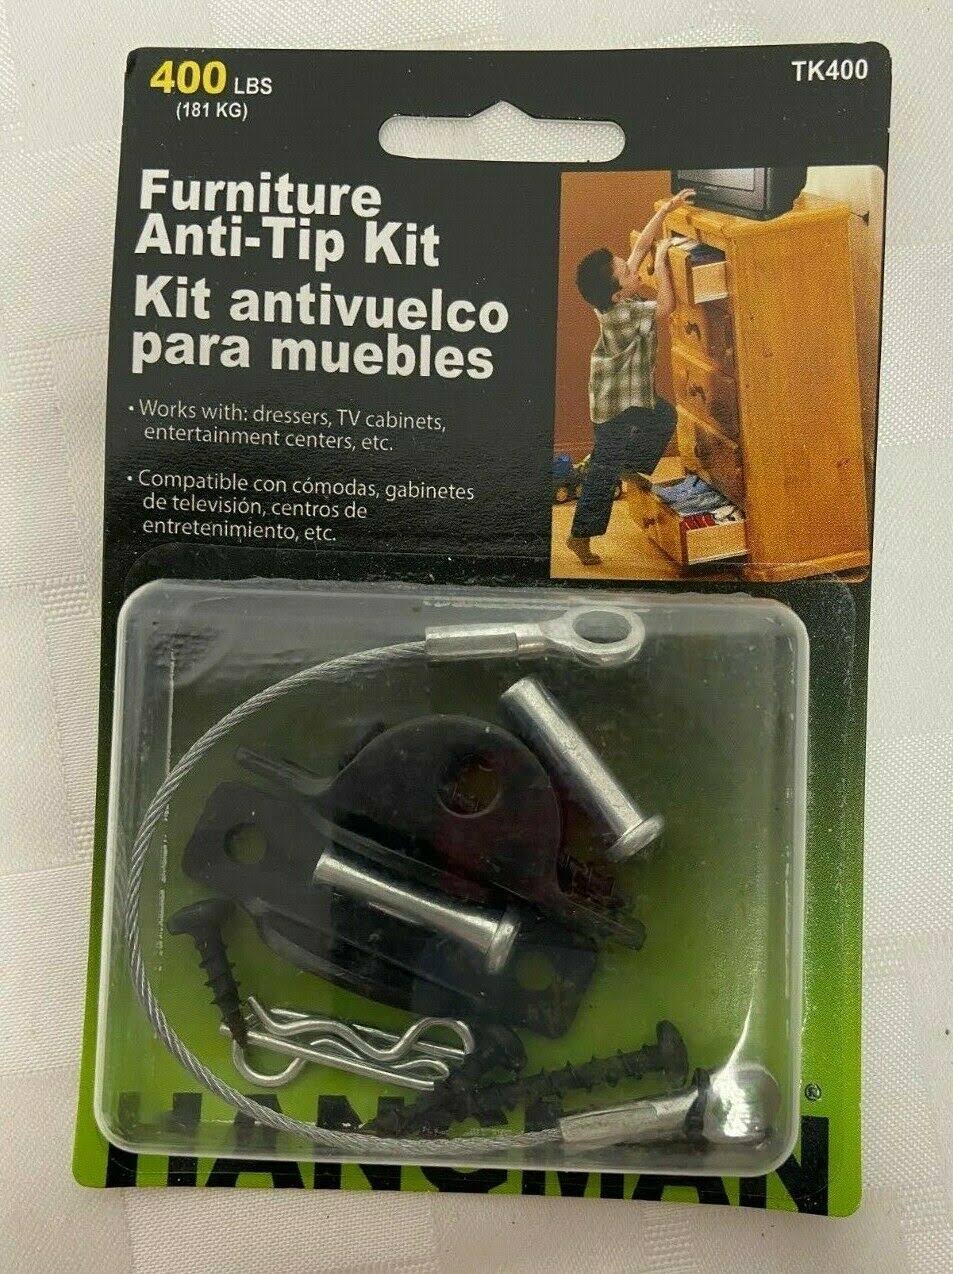 400 LBS
(181 KG)
TK400
Furniture
Anti-Tip Kit
Kit antivuelco
para muebles
• Works with: dressers, TV cabinets,
entertainment centers, etc.
• Compatible con cómodas, gabinetes
de televisión, centros de
entretenimiento, etc.
HANGMAN®